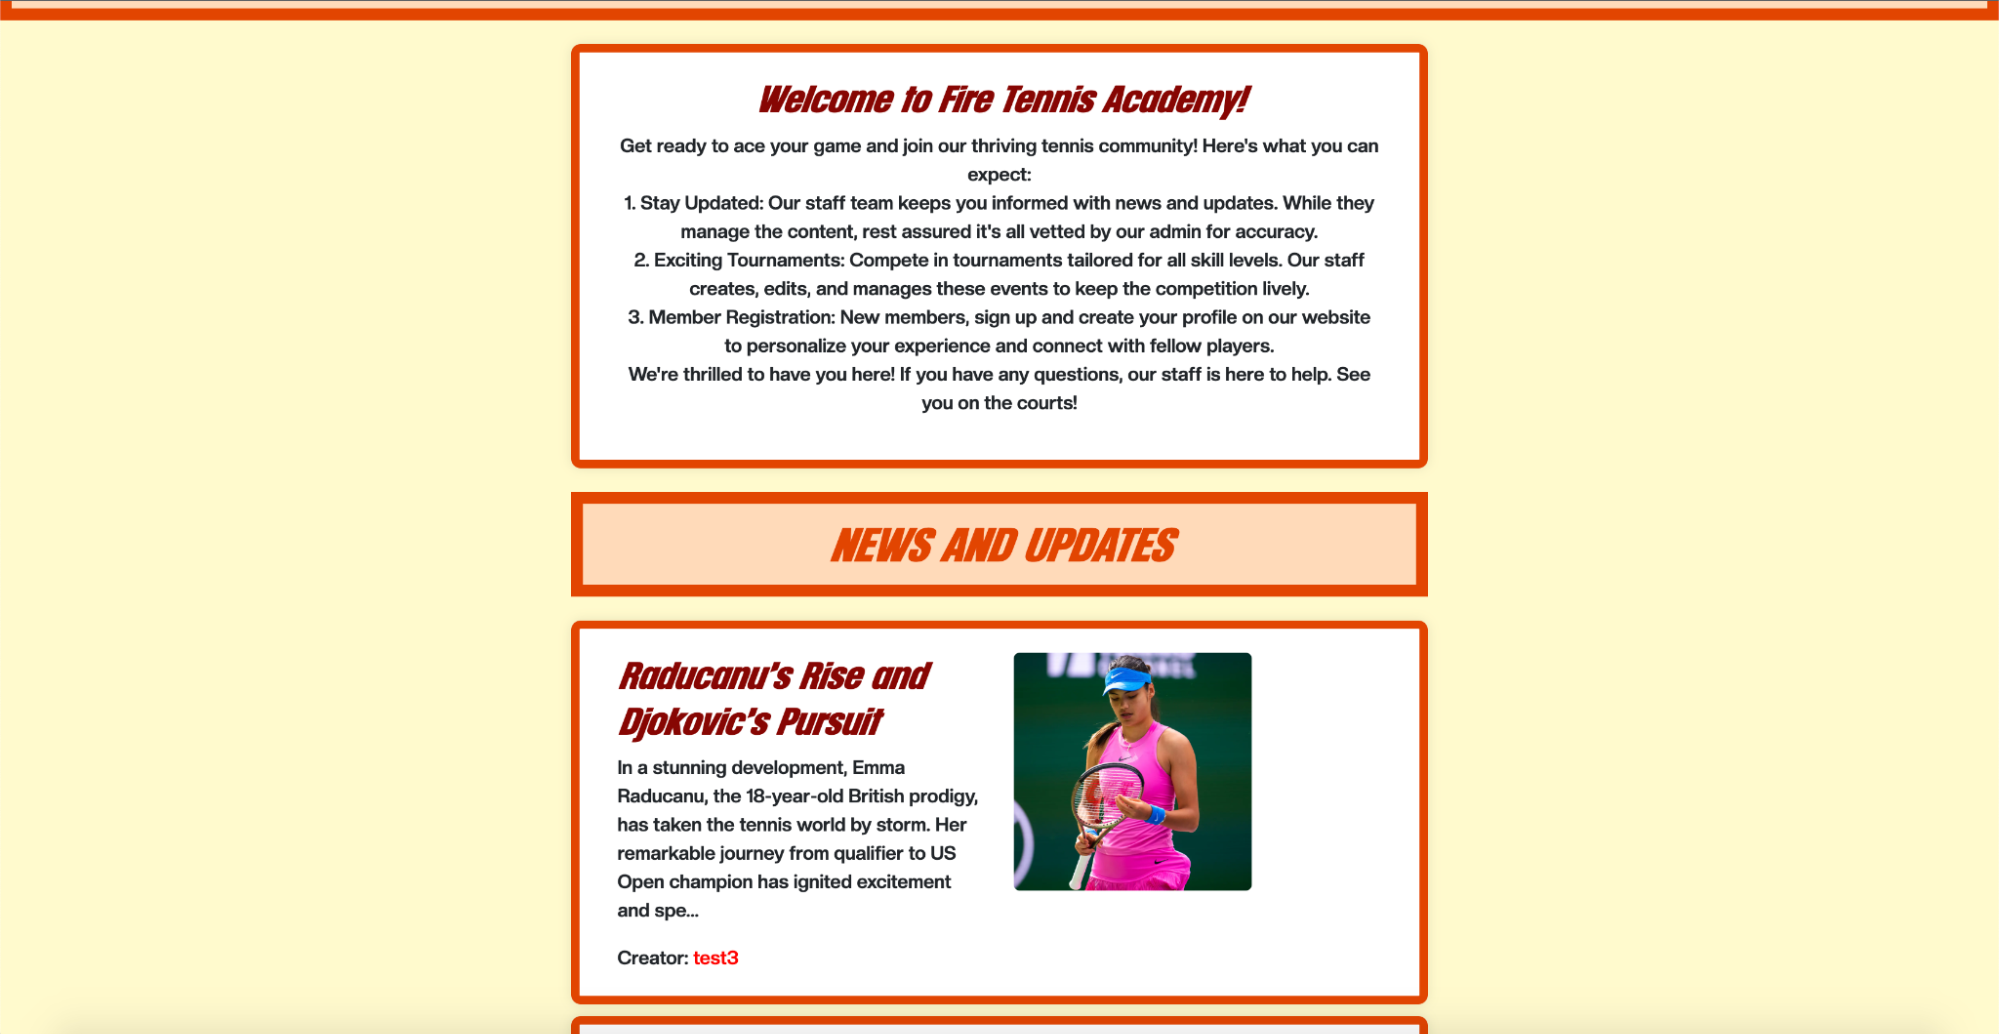 Welcome to Fire Tennis Academy!
Get ready to ace your game and join our thriving tennis community! Here's what you can
expect:
1. Stay Updated: Our staff team keeps you informed with news and updates. While they
manage the content, rest assured it's all vetted by our admin for accuracy.
2. Exciting Tournaments: Compete in tournaments tailored for all skill levels. Our staff
creates, edits, and manages these events to keep the competition lively.
3. Member Registration: New members, sign up and create your profile on our website
to personalize your experience and connect with fellow players.
We're thrilled to have you here! If you have any questions, our staff is here to help. See
you on the courts!
NEWS AND UPDATES
Raducanu's Rise and
Djokovic's Pursuit
In a stunning development, Emma
Raducanu, the 18-year-old British prodigy,
has taken the tennis world by storm. Her
remarkable journey from qualifier to US
Open champion has ignited excitement
and spe...
Creator: test3